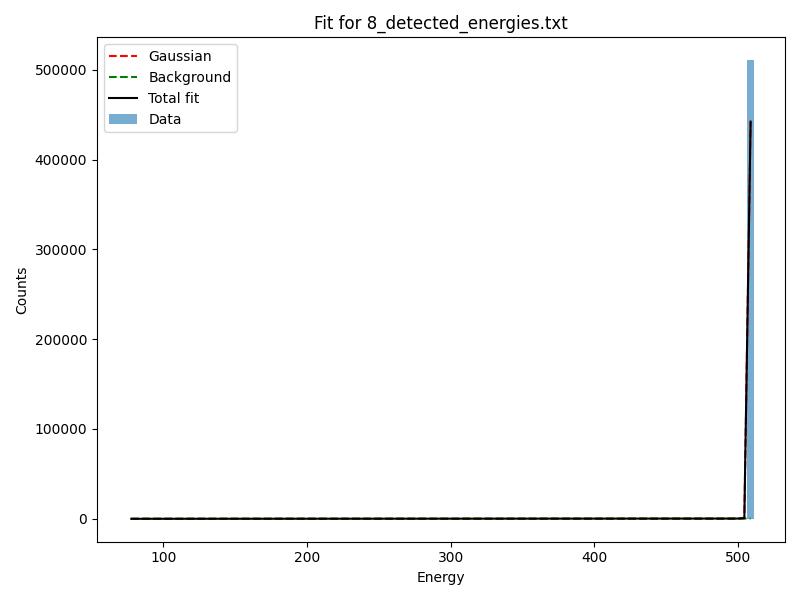 Fit for 8_detected_energies.txt
Gaussian
Background
Total fit
Data
500000
400000
300000
200000
100000
0
Counts
100
200
300
400
500
Energy